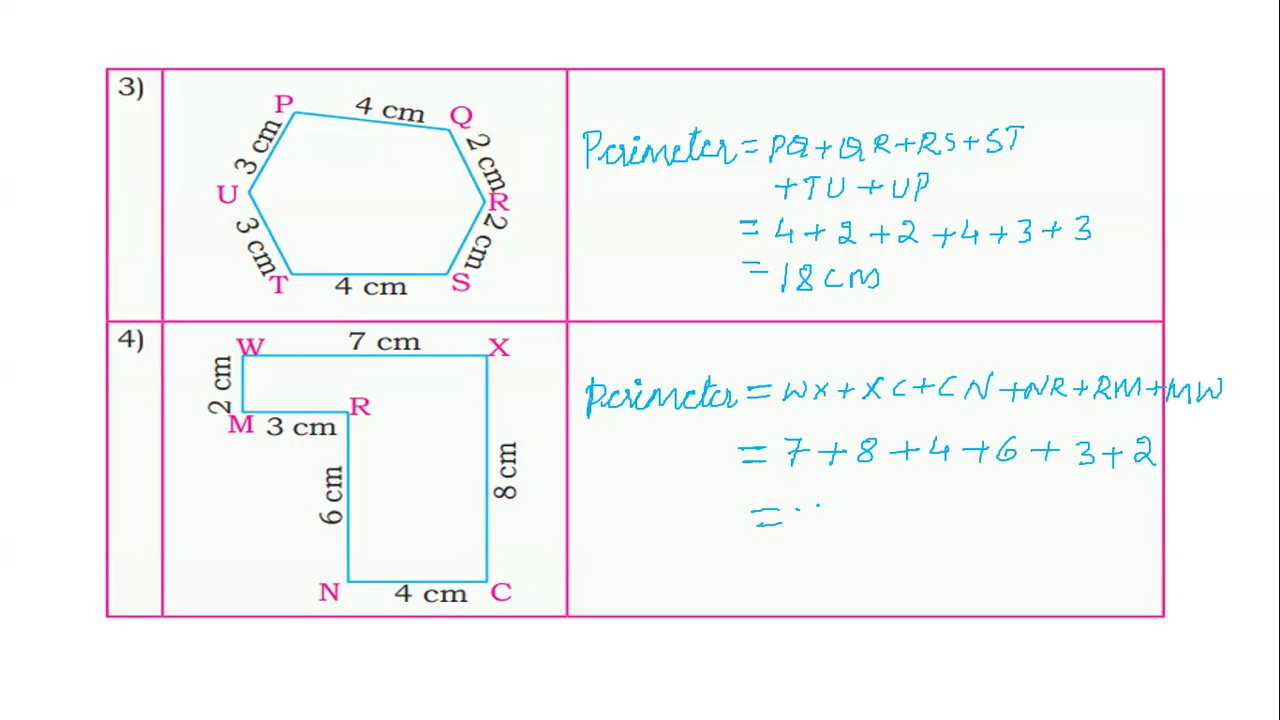 3)
P
4 cm
Q
3 cm
2 cm
U
R
3 cm
2 cm
T
4 cm
S
Perimeter = PQ + QR + RS + ST
+ TU + UP
= 4 + 2 + 2 + 4 + 3 + 3
= 18 cm
4)
W
7 cm
X
2 cm
M
3 cm
R
6 cm
8 cm
N
4 cm
C
Perimeter = WX + XC + CN + NR + RM + MW
= 7 + 8 + 4 + 6 + 3 + 2
=